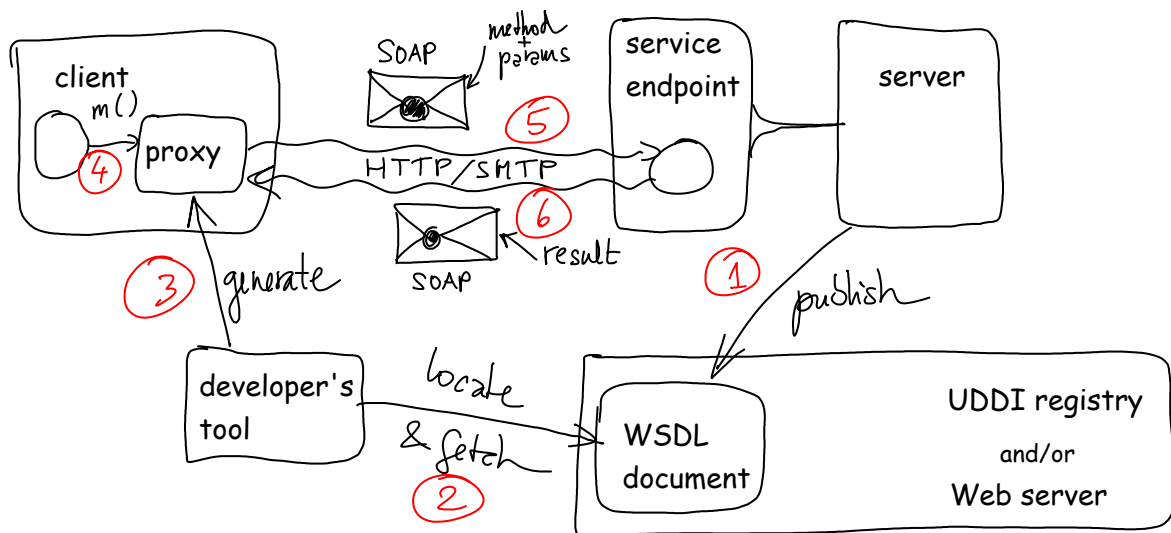 client
m()
4
proxy
SOAP
method
+
params
5
HTTP/SMTP
6
result
SOAP
service
endpoint
server
3
generate
1
publish
developer's
tool
locate
& fetch
2
WSDL
document
UDDI registry
and/or
Web server